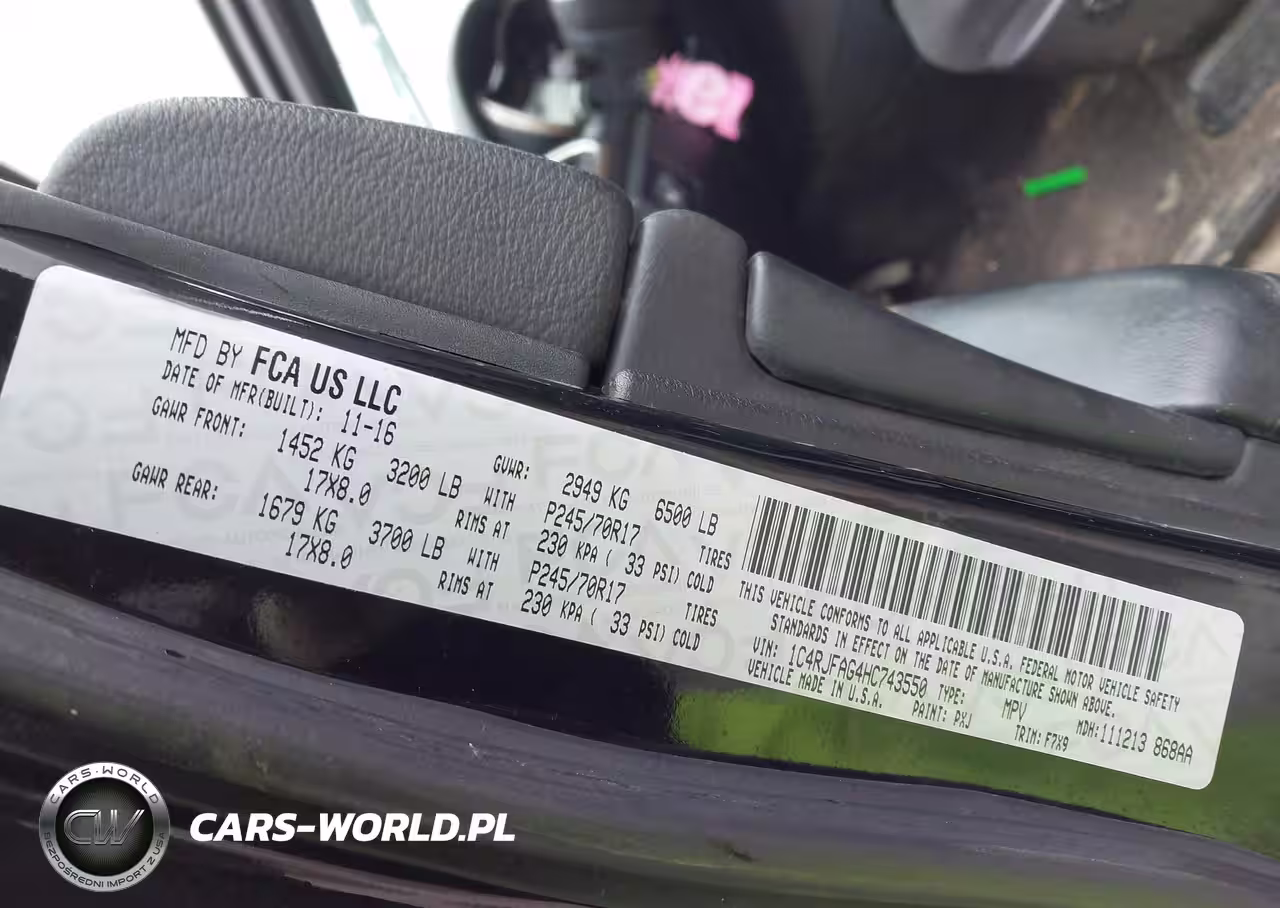 MFD BY FCA US LLC
DATE OF MFR(BUILT): 11-16
GAWR FRONT:
1452 KG 3200 LB WITH
17X8.0 RIMS AT
GAWR REAR:
1679 KG 3700 LB WITH
17X8.0 RIMS AT
GVWR: 2949 KG 6500 LB
P245/70R17 TIRES
230 KPA ( 33 PSI) COLD
P245/70R17 TIRES
230 KPA ( 33 PSI) COLD
THIS VEHICLE CONFORMS TO ALL APPLICABLE U.S.A. FEDERAL MOTOR VEHICLE SAFETY
STANDARDS IN EFFECT ON THE DATE OF MANUFACTURE SHOWN ABOVE.
VIN: 1C4RJFAG4HC743550 TYPE: MPV MDH:111213 868AA
VEHICLE MADE IN U.S.A. PAINT: PXJ TRIM: F7X9
CARS-WORLD
CW
BEZPOŚREDNI IMPORT Z USA
CARS-WORLD.PL